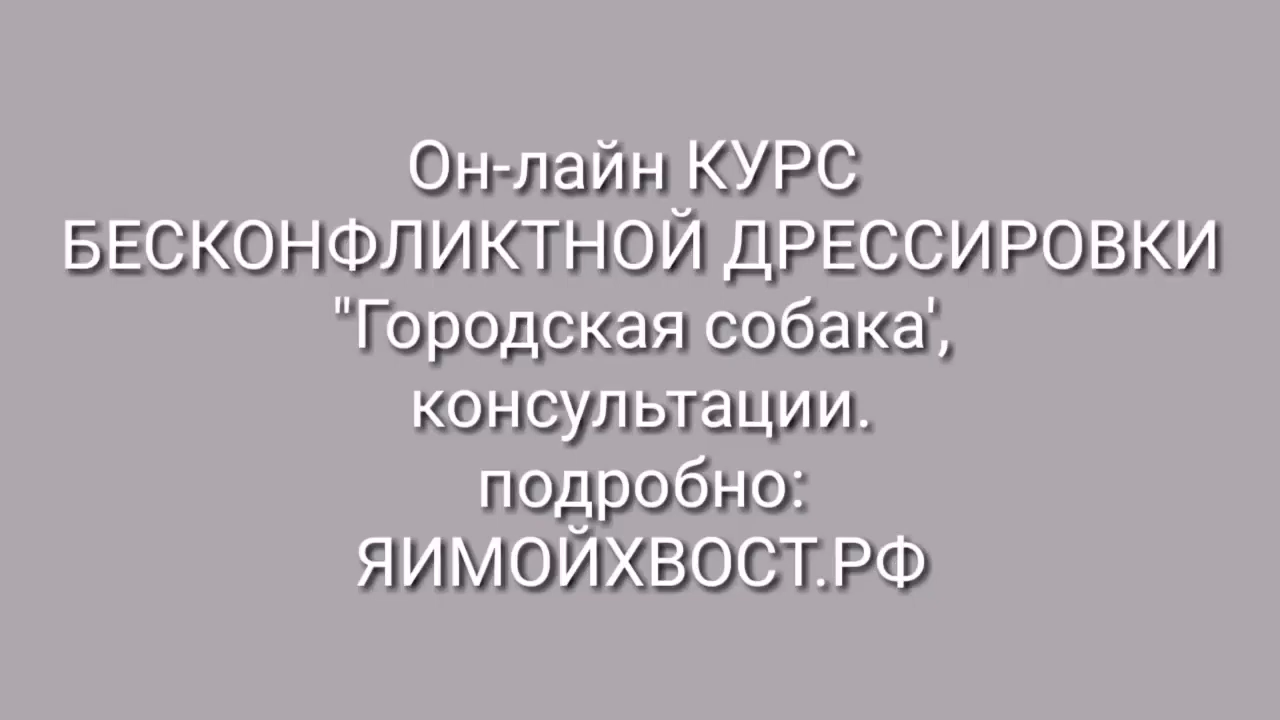 Он-лайн КУРС
БЕСКОНФЛИКТНОЙ ДРЕССИРОВКИ
"Городская собака',
консультации.
подробно:
ЯИМОЙХВОСТ.РФ